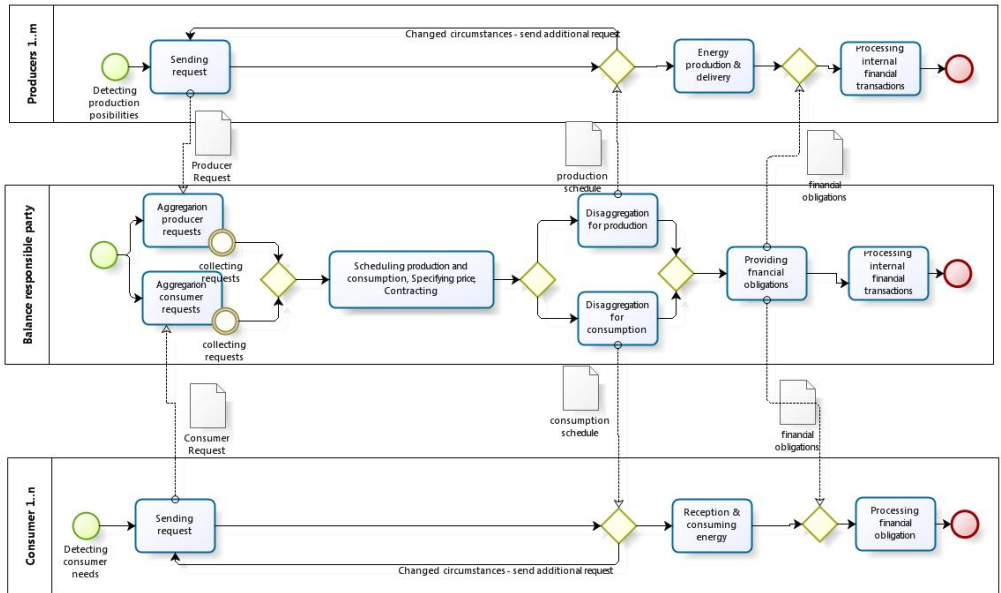 Producers 1..m
Changed circumstances - send additional request
Sending
request
Detecting
production
posibilities
Energy
production &
delivery
Processing
internal
financial
transactions
Producer
Request
production
schedule
financial
obligations
Balance responsible party
Aggregarion
producer
requests
collecting
requests
Aggregarion
consumer
requests
collecting
requests
Scheduling production and
consumption, Specifying price,
Contracting
Disaggregation
for production
Disaggregation
for
consumption
Providing
fnancial
obligations
Processing
internal
financial
transactions
Consumer
Request
consumption
schedule
financial
obligations
Consumer 1..n
Detecting
consumer
needs
Sending
request
Changed circumstances - send additional request
Reception &
consuming
energy
Processing
financial
obligation